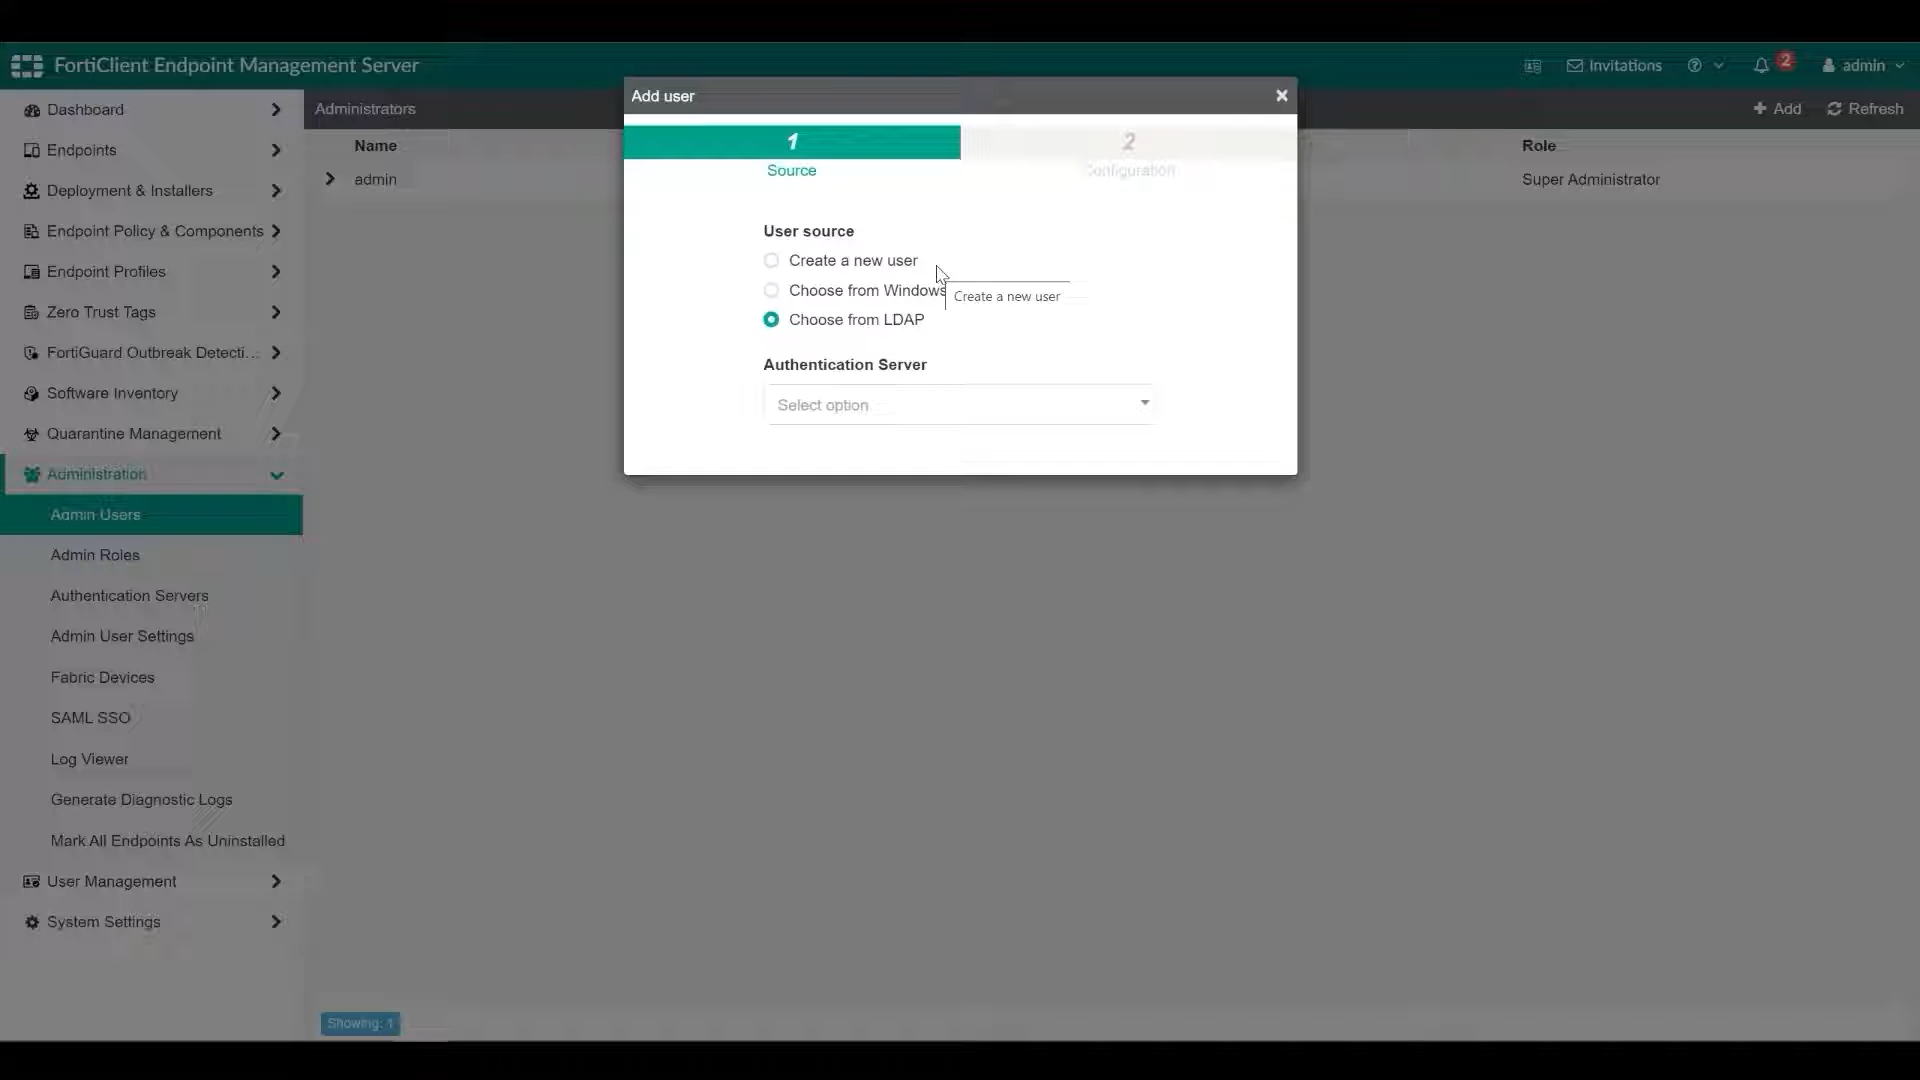 FortiClient Endpoint Management Server
Invitations
2
admin
Dashboard
Endpoints
Deployment & Installers
Endpoint Policy & Components
Endpoint Profiles
Zero Trust Tags
FortiGuard Outbreak Detecti...
Software Inventory
Quarantine Management
Administration
Admin Users
Admin Roles
Authentication Servers
Admin User Settings
Fabric Devices
SAML SSO
Log Viewer
Generate Diagnostic Logs
Mark All Endpoints As Uninstalled
User Management
System Settings
Administrators
Add
Refresh
Name
Role
admin
Super Administrator
Showing: 1
Add user
1
Source
2
Configuration
User source
Create a new user
Choose from Windows
Create a new user
Choose from LDAP
Authentication Server
Select option